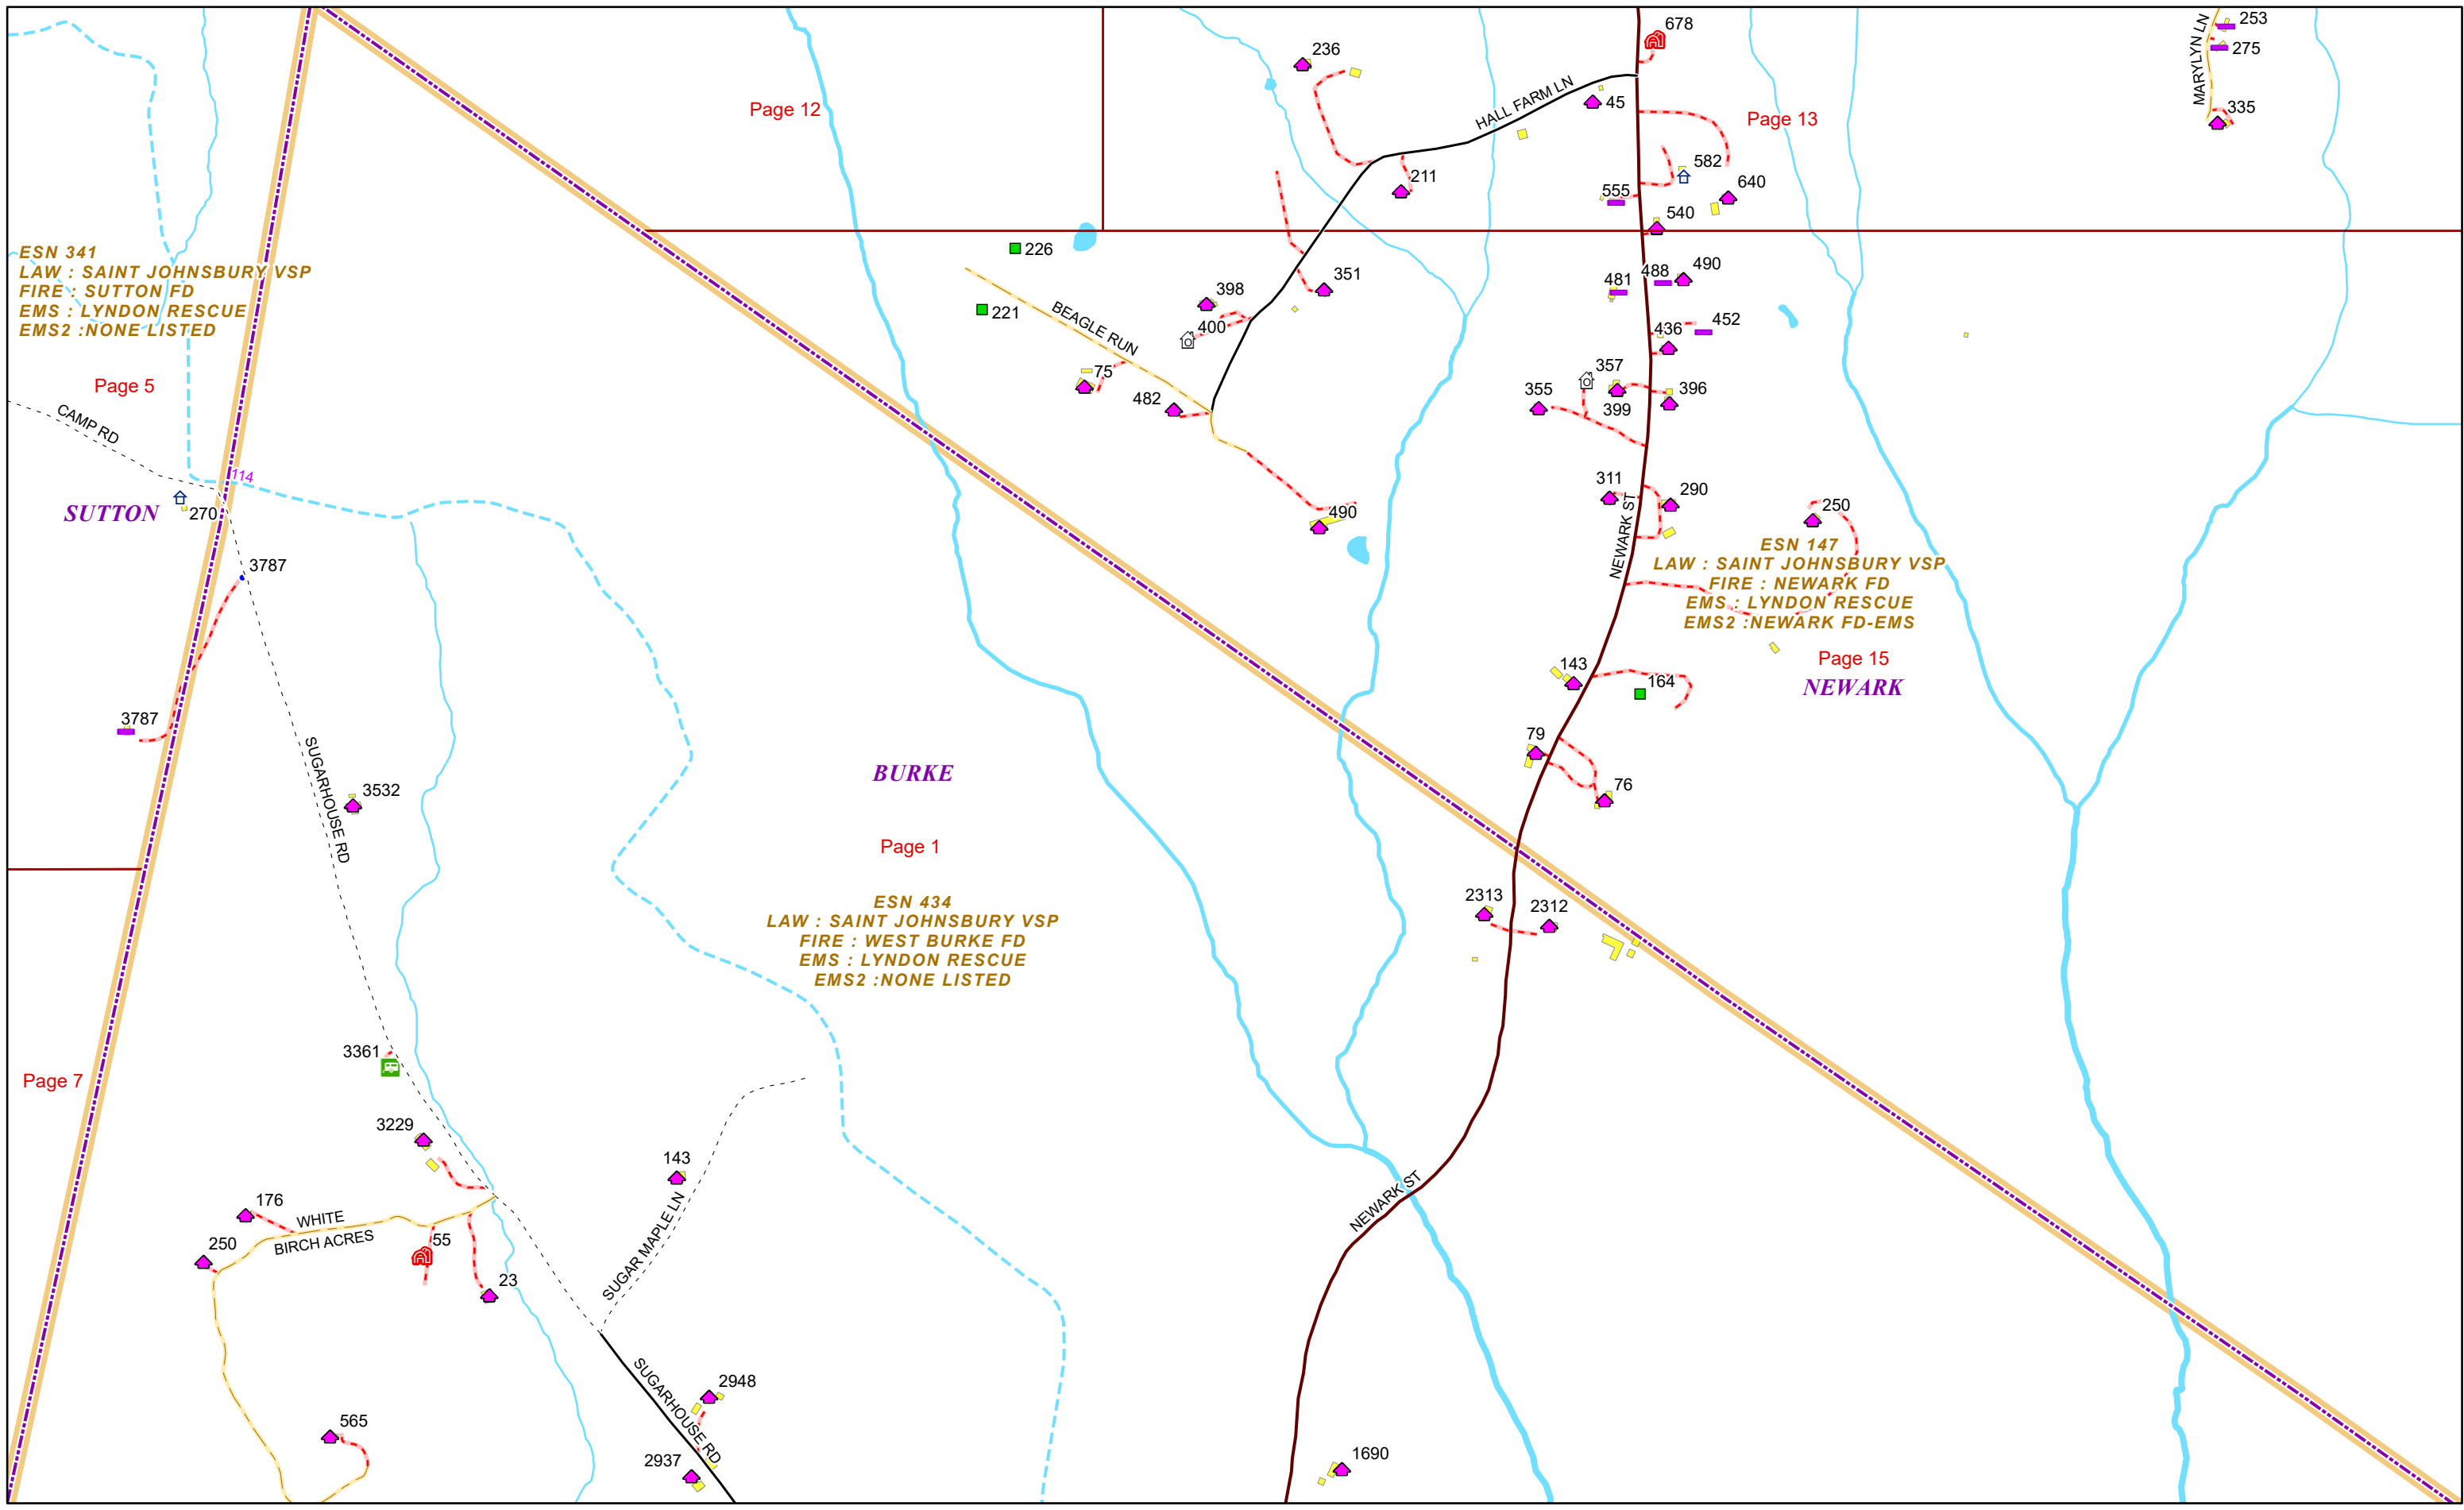 678
253
236
275
MARYLYN LN
HALL FARM LN
45
335
Page 12
Page 13
582
211
640
555
540
226
ESN 341
LAW : SAINT JOHNSBURY VSP
FIRE : SUTTON FD
EMS : LYNDON RESCUE
EMS2 :NONE LISTED
351
490
488
481
398
221
BEAGLE RUN
400
452
436
75
357
Page 5
482
355
396
399
CAMP RD
114
311
290
SUTTON
270
490
NEWARK ST
250
ESN 147
LAW : SAINT JOHNSBURY VSP
FIRE : NEWARK FD
EMS : LYNDON RESCUE
EMS2 :NEWARK FD-EMS
3787
Page 15
143
164
NEWARK
3787
79
SUGARHOUSE RD
BURKE
76
3532
Page 1
2313
2312
ESN 434
LAW : SAINT JOHNSBURY VSP
FIRE : WEST BURKE FD
EMS : LYNDON RESCUE
EMS2 :NONE LISTED
3361
Page 7
3229
143
176
NEWARK ST
WHITE
BIRCH ACRES
250
55
SUGAR MAPLE LN
23
2948
SUGARHOUSE RD
565
2937
1690